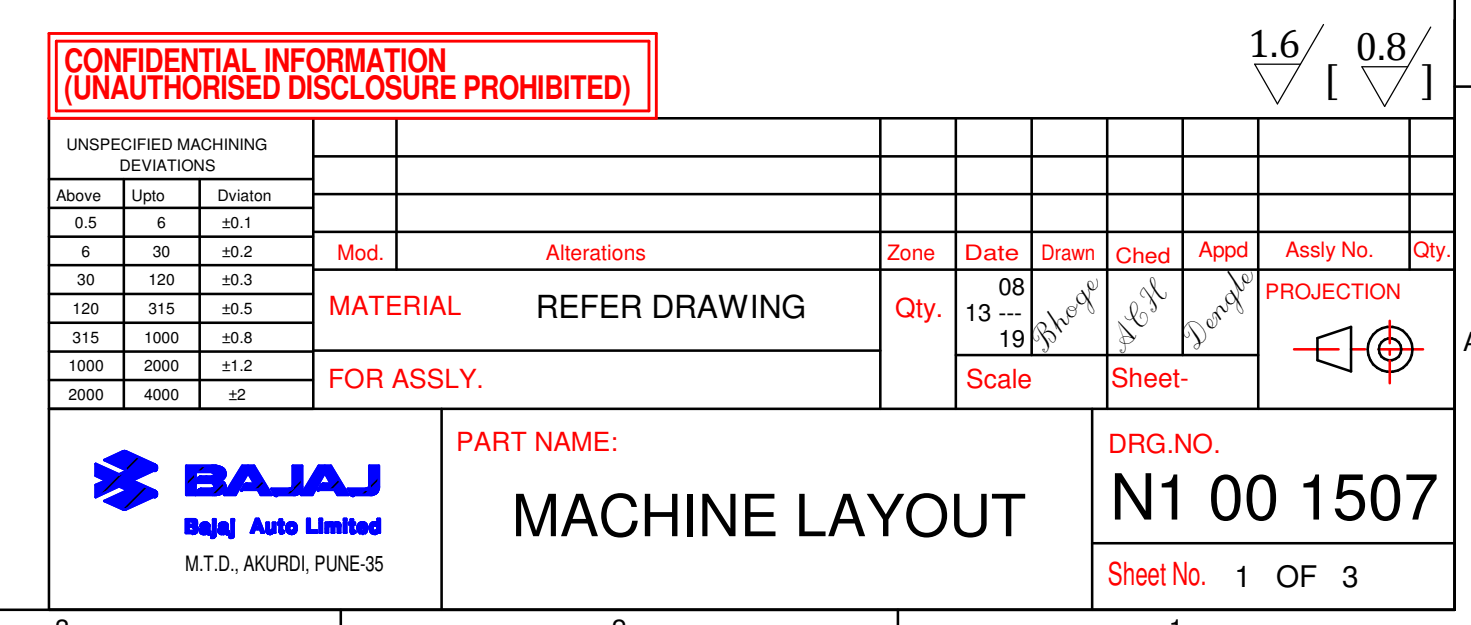 CONFIDENTIAL INFORMATION
(UNAUTHORISED DISCLOSURE PROHIBITED)
1.6 [ 0.8 ]
UNSPECIFIED MACHINING
DEVIATIONS
Above Upto Dviaton
0.5 6 ±0.1
6 30 ±0.2
30 120 ±0.3
120 315 ±0.5
315 1000 ±0.8
1000 2000 ±1.2
2000 4000 ±2
Mod. Alterations Zone Date Drawn Ched Appd Assly No. Qty.
MATERIAL REFER DRAWING
Qty.
08
13 ---
19
Bhoge
ACH
Dengle
PROJECTION
FOR ASSLY.
Scale
Sheet-
BAJAJ
Bajaj Auto Limited
M.T.D., AKURDI, PUNE-35
PART NAME:
MACHINE LAYOUT
DRG.NO.
N1 00 1507
Sheet No. 1 OF 3